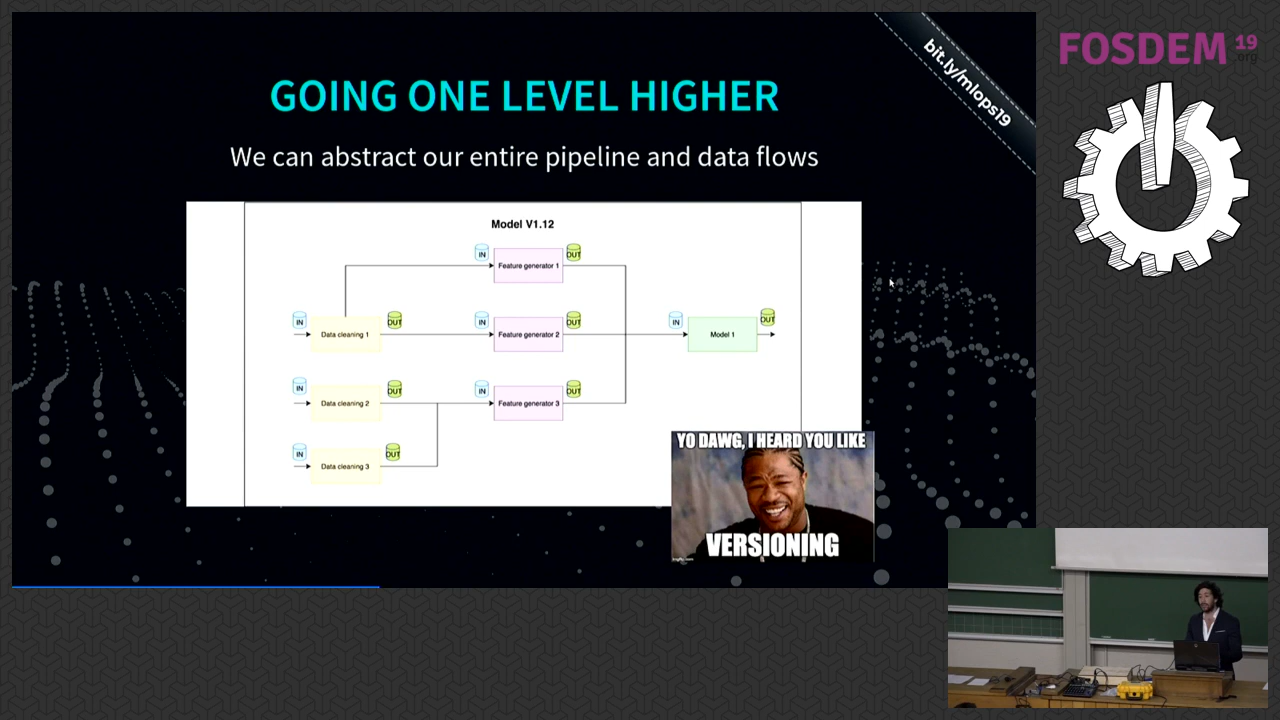 GOING ONE LEVEL HIGHER
bit.ly/mlops19
We can abstract our entire pipeline and data flows
Model V1.12
IN
Feature generator 1
OUT
IN
Data cleaning 1
OUT
IN
Feature generator 2
OUT
IN
Model 1
OUT
IN
Data cleaning 2
OUT
IN
Feature generator 3
OUT
IN
Data cleaning 3
OUT
YO DAWG, I HEARD YOU LIKE
VERSIONING
imgflip.com
FOSDEM 19
.org